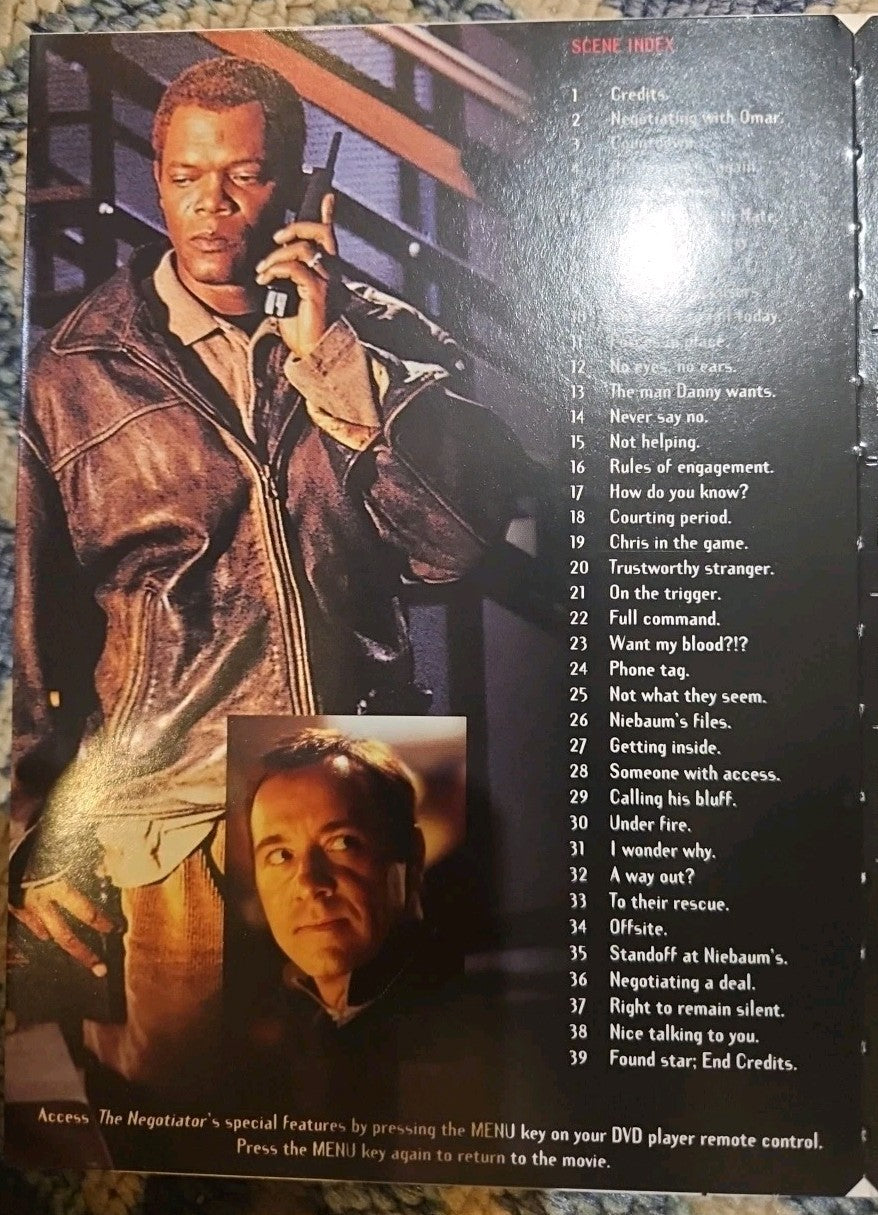 SCENE INDEX
1 Credits.
2 Negotiating with Omar.
3
Nate.
10 today.
11 in place.
12 No eyes, no ears.
13 The man Danny wants.
14 Never say no.
15 Not helping.
16 Rules of engagement.
17 How do you know?
18 Courting period.
19 Chris in the game.
20 Trustworthy stranger.
21 On the trigger.
22 Full command.
23 Want my blood?!?
24 Phone tag.
25 Not what they seem.
26 Niebaum's files.
27 Getting inside.
28 Someone with access.
29 Calling his bluff.
30 Under fire.
31 I wonder why.
32 A way out?
33 To their rescue.
34 Offsite.
35 Standoff at Niebaum's.
36 Negotiating a deal.
37 Right to remain silent.
38 Nice talking to you.
39 Found star; End Credits.
Access The Negotiator's special features by pressing the MENU key on your DVD player remote control.
Press the MENU key again to return to the movie.